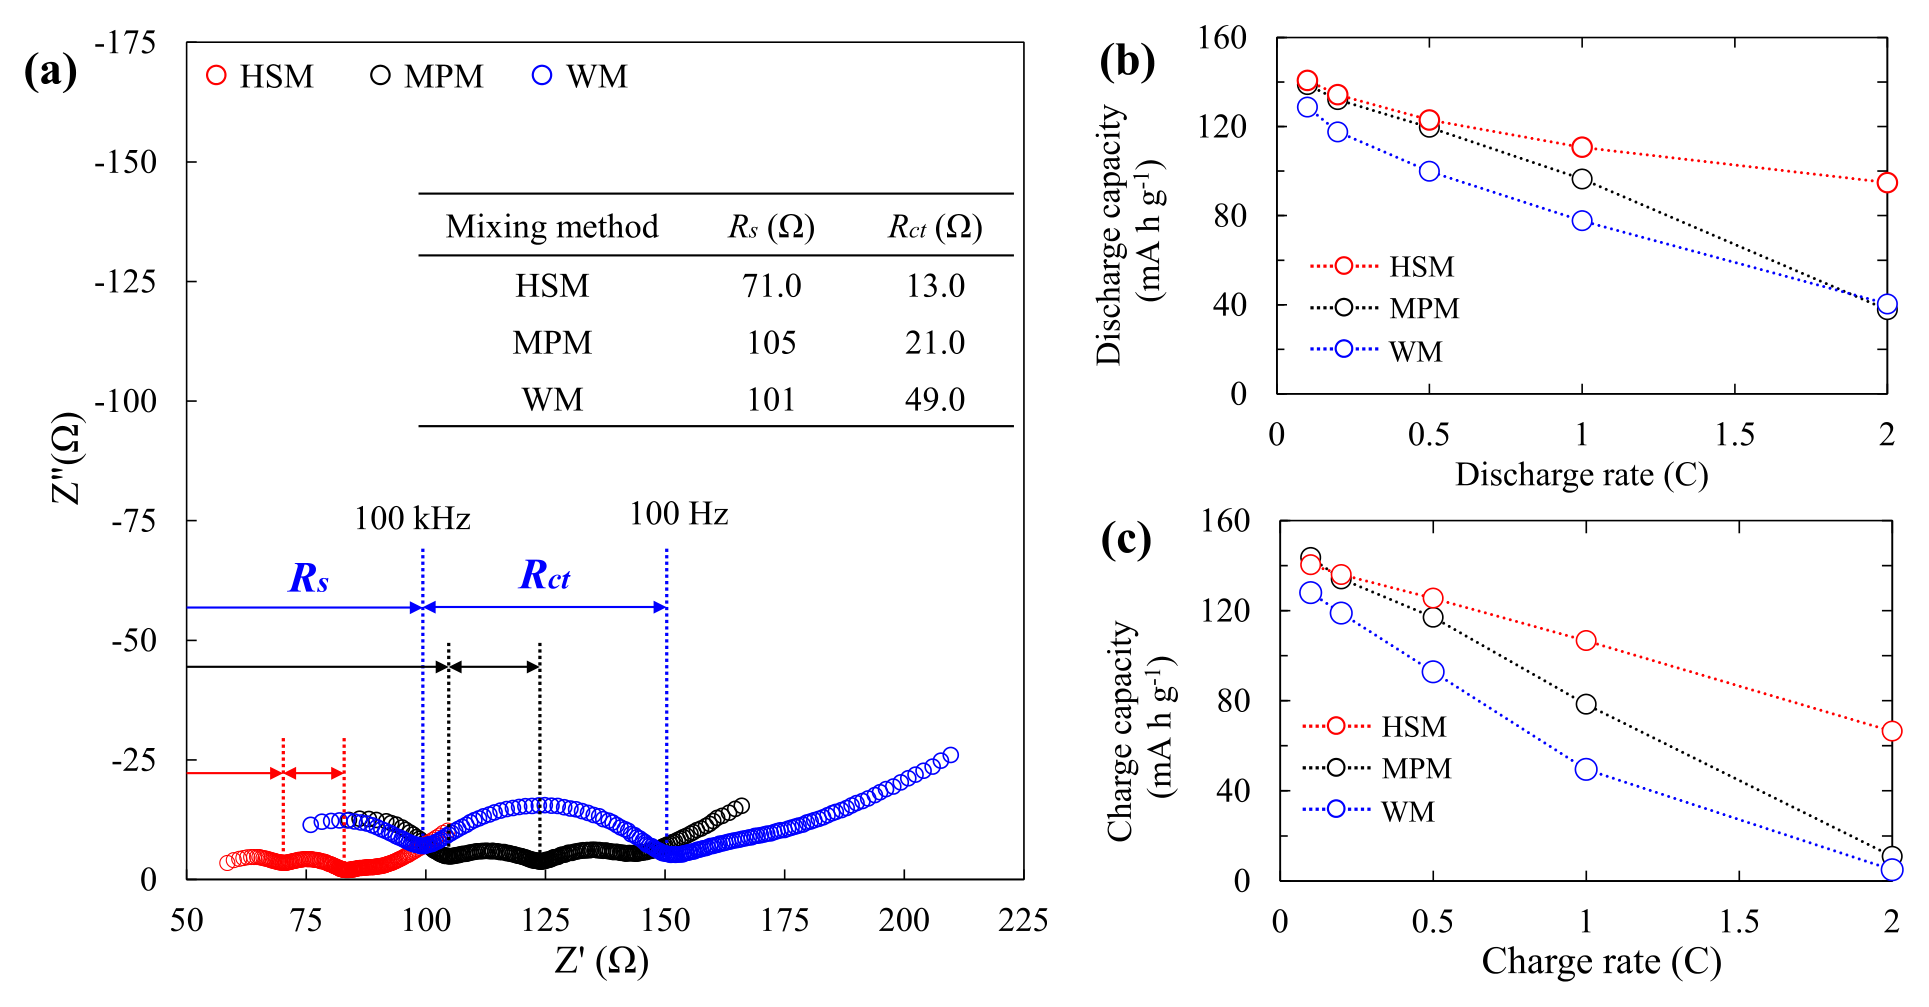 (a)
HSM MPM WM
-175
-150
-125
-100
-75
-50
-25
0
Z''(Ω)
Mixing method Rs (Ω) Rct (Ω)
HSM 71.0 13.0
MPM 105 21.0
WM 101 49.0
100 kHz 100 Hz
Rs Rct
50 75 100 125 150 175 200 225
Z' (Ω)
(b)
160
120
80
40
0
Discharge capacity
(mA h g-1)
HSM
MPM
WM
0 0.5 1 1.5 2
Discharge rate (C)
(c)
160
120
80
40
0
Charge capacity
(mA h g-1)
HSM
MPM
WM
0 0.5 1 1.5 2
Charge rate (C)